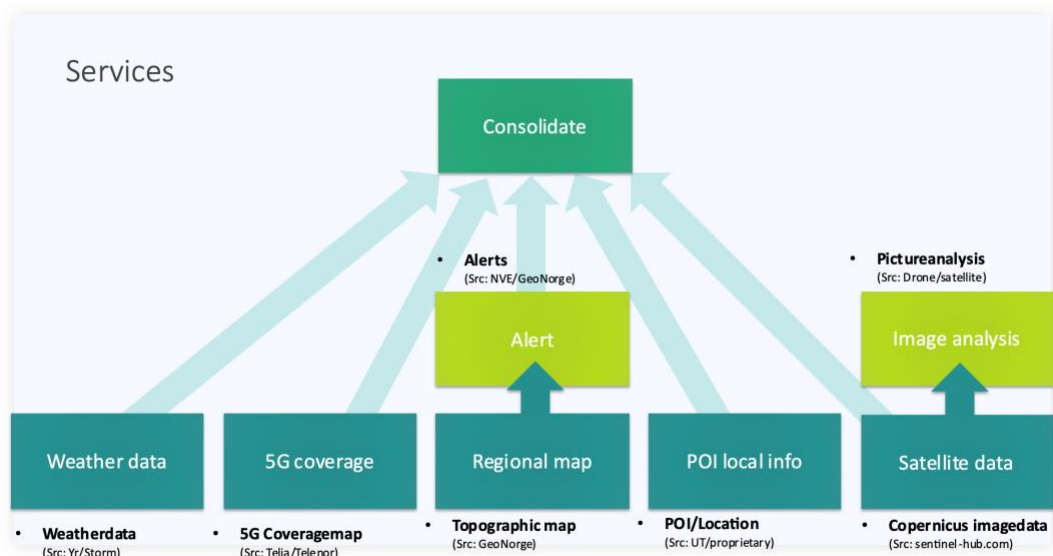 Services
Consolidate
• Alerts
(Src: NVE/GeoNorge)
• Pictureanalysis
(Src: Drone/satellite)
Alert
Image analysis
Weather data
5G coverage
Regional map
POI local info
Satellite data
• Weatherdata
(Src: Yr/Storm)
• 5G Coveragemap
(Src: Telia/Telenor)
• Topographic map
(Src: GeoNorge)
• POI/Location
(Src: UT/proprietary)
• Copernicus imagedata
(Src: sentinel-hub.com)